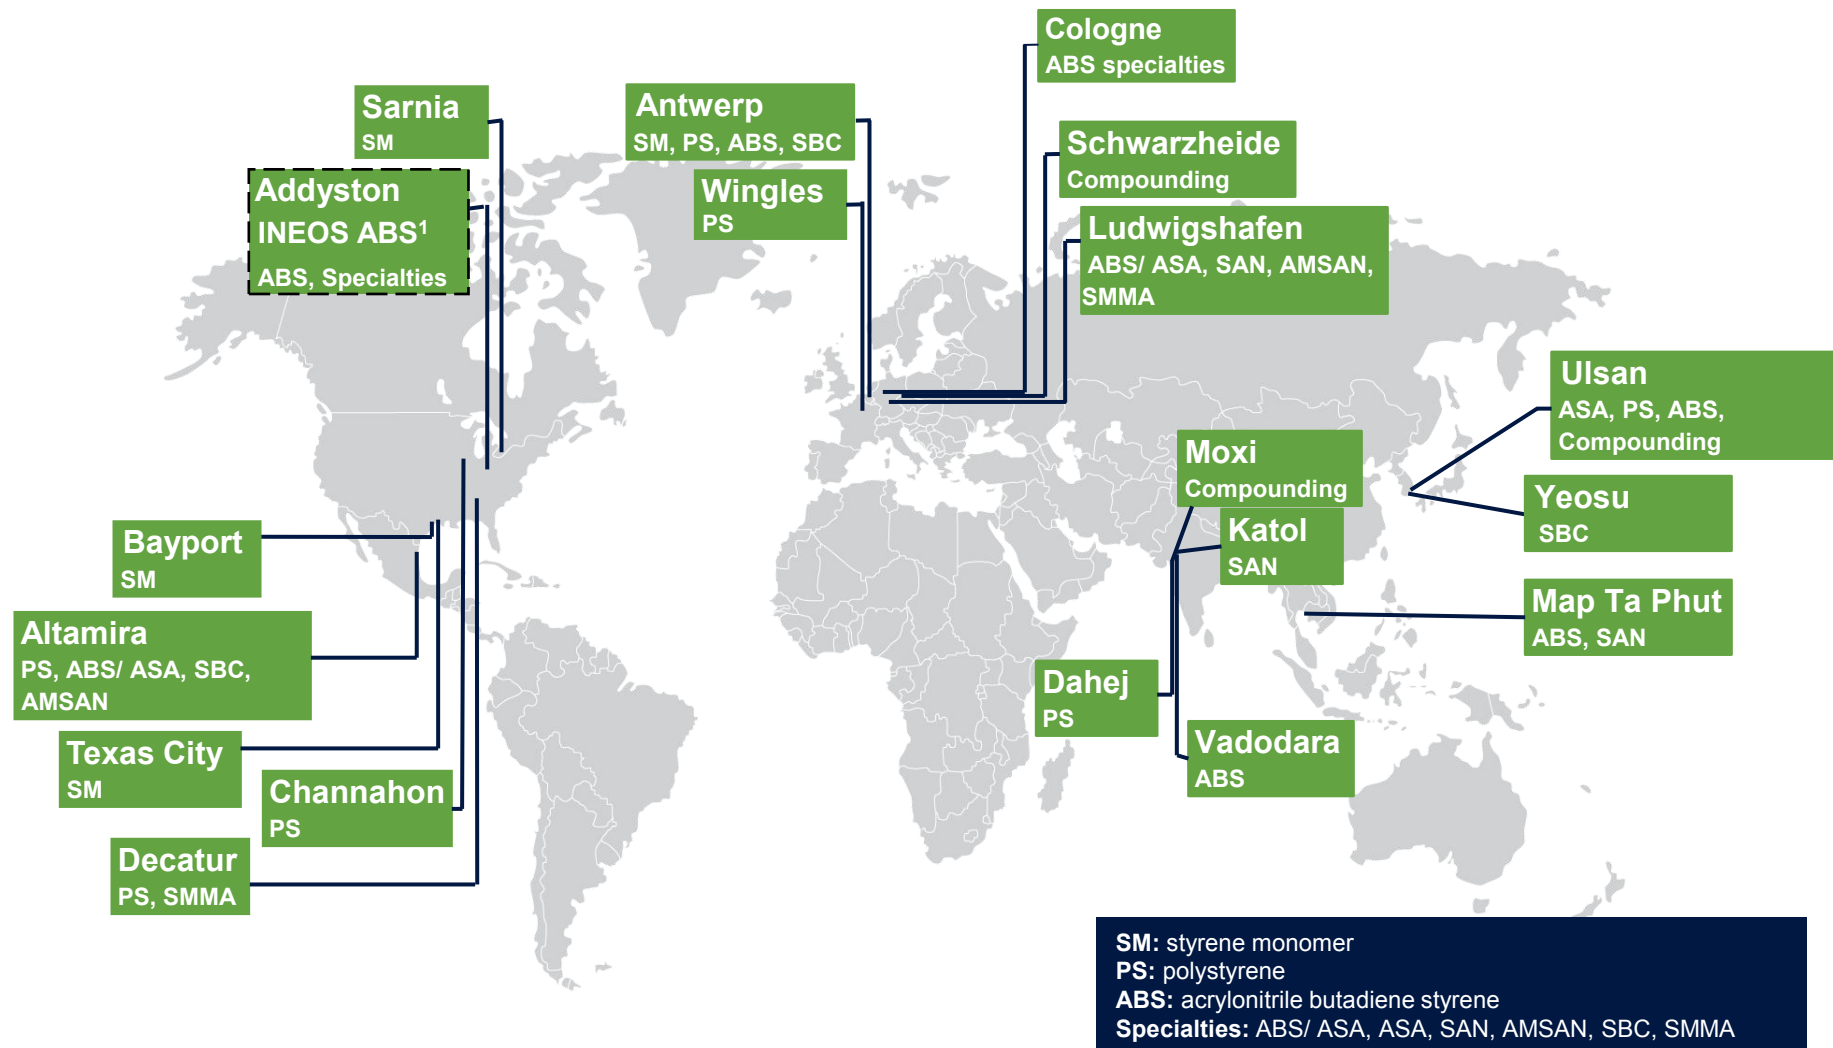 Cologne
ABS specialties
Sarnia
SM
Antwerp
SM, PS, ABS, SBC
Schwarzheide
Compounding
Addyston
INEOS ABS¹
ABS, Specialties
Wingles
PS
Ludwigshafen
ABS/ ASA, SAN, AMSAN,
SMMA
Ulsan
ASA, PS, ABS,
Compounding
Moxi
Compounding
Yeosu
SBC
Katol
SAN
Bayport
SM
Map Ta Phut
ABS, SAN
Altamira
PS, ABS/ ASA, SBC,
AMSAN
Dahej
PS
Texas City
SM
Vadodara
ABS
Channahon
PS
Decatur
PS, SMMA
SM: styrene monomer
PS: polystyrene
ABS: acrylonitrile butadiene styrene
Specialties: ABS/ ASA, ASA, SAN, AMSAN, SBC, SMMA